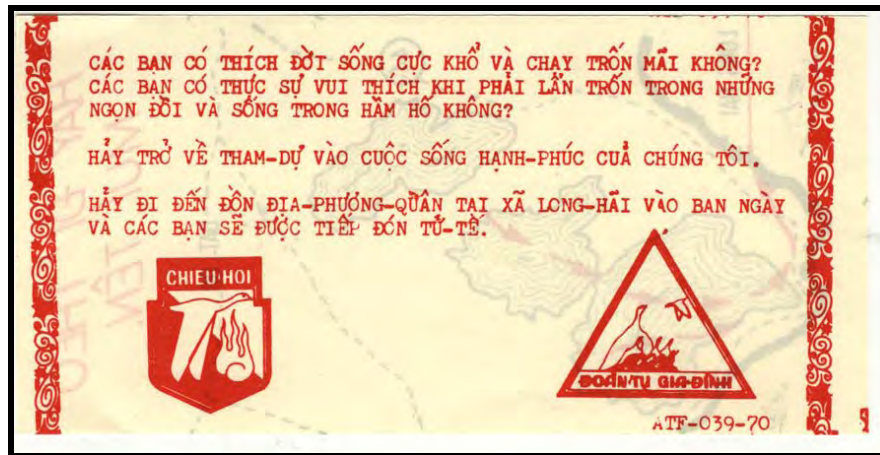 CÁC BẠN CÓ THÍCH ĐỜI SỐNG CỰC KHỔ VÀ CHẠY TRỐN MÃI KHÔNG?
CÁC BẠN CÓ THỰC SỰ VUI THÍCH KHI PHẢI LẨN TRỐN TRONG NHỮNG
NGỌN ĐỒI VÀ SỐNG TRONG HẦM HỐ KHÔNG?
HẢY TRỞ VỀ THAM-DỰ VÀO CUỘC SỐNG HẠNH-PHÚC CUẢ CHÚNG TÔI.
HẢY ĐI ĐẾN ĐỒN ĐỊA-PHƯƠNG-QUÂN TẠI XÃ LONG-HẢI VÀO BAN NGÀY
VÀ CÁC BẠN SẼ ĐƯỢC TIẾP ĐÓN TỬ-TẾ.
CHIEU HOI
ĐOÀN TỤ GIA-ĐÌNH
ATF-039-70